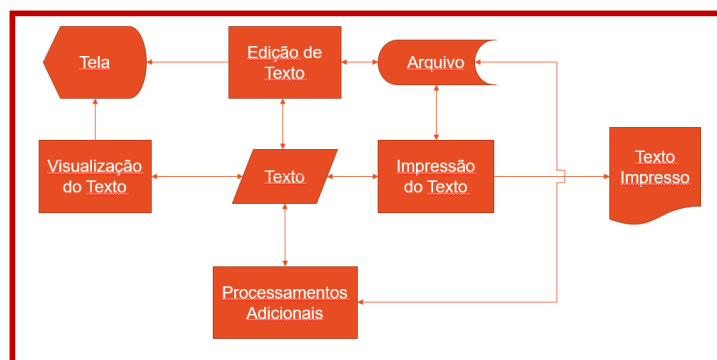 Tela
Edição de
Texto
Arquivo
Visualização
do Texto
Texto
Impressão
do Texto
Texto
Impresso
Processamentos
Adicionais